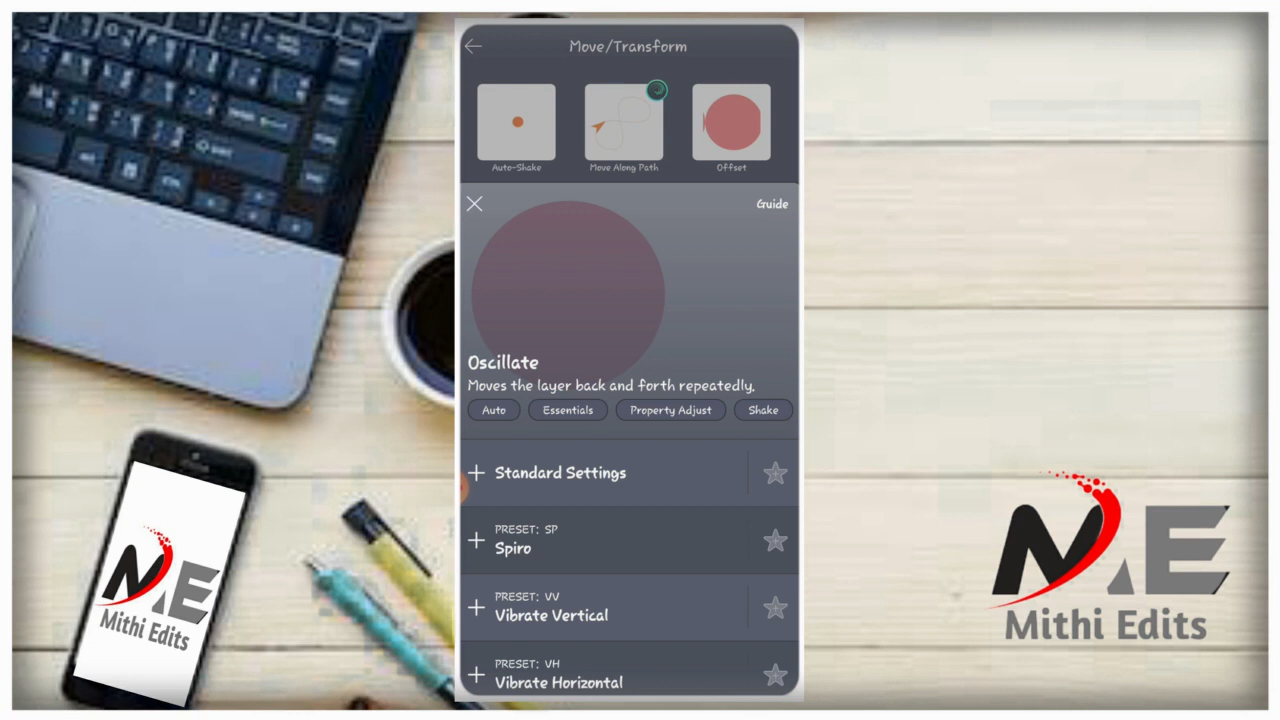 Move/Transform
Auto-Shake
Move Along Path
Offset
Guide
Oscillate
Moves the layer back and forth repeatedly.
Auto
Essentials
Property Adjust
Shake
Standard Settings
PRESET: SP
Spiro
PRESET: VV
Vibrate Vertical
PRESET: VH
Vibrate Horizontal
ME
Mithi Edits
ME
Mithi Edits